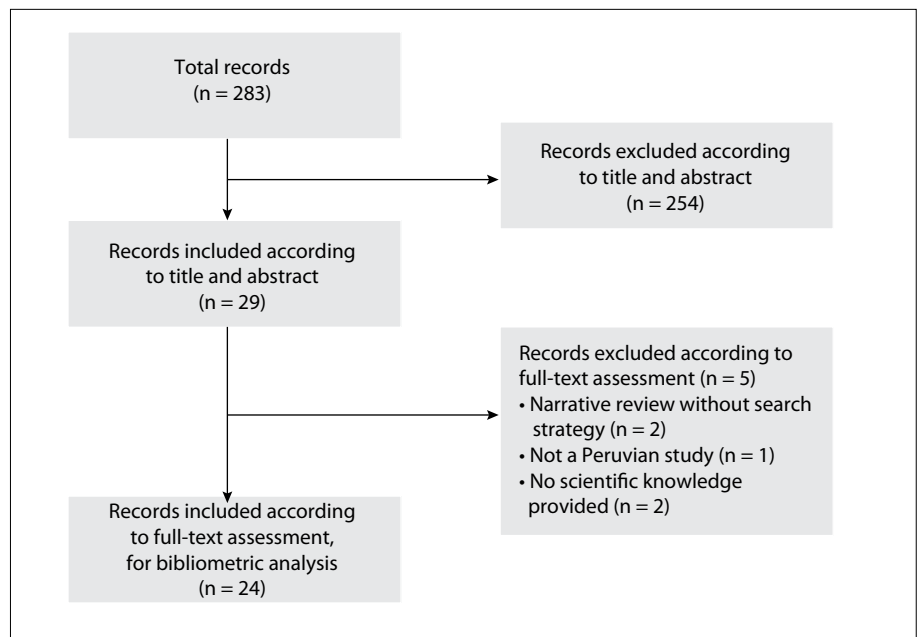 Total records
(n = 283)
Records excluded according
to title and abstract
(n = 254)
Records included according
to title and abstract
(n = 29)
Records excluded according to
full-text assessment (n = 5)
• Narrative review without search
strategy (n = 2)
• Not a Peruvian study (n = 1)
• No scientific knowledge
provided (n = 2)
Records included according
to full-text assessment,
for bibliometric analysis
(n = 24)